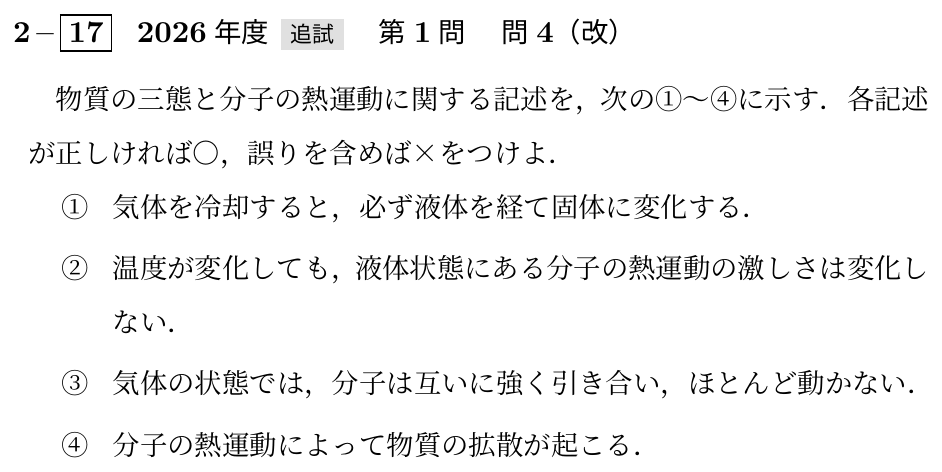 2−17 2026 年度 追試 第 1 問 問 4（改）
物質の三態と分子の熱運動に関する記述を，次の①～④に示す．各記述
が正しければ○，誤りを含めば×をつけよ．
① 気体を冷却すると，必ず液体を経て固体に変化する．
② 温度が変化しても，液体状態にある分子の熱運動の激しさは変化し
ない．
③ 気体の状態では，分子は互いに強く引き合い，ほとんど動かない．
④ 分子の熱運動によって物質の拡散が起こる．